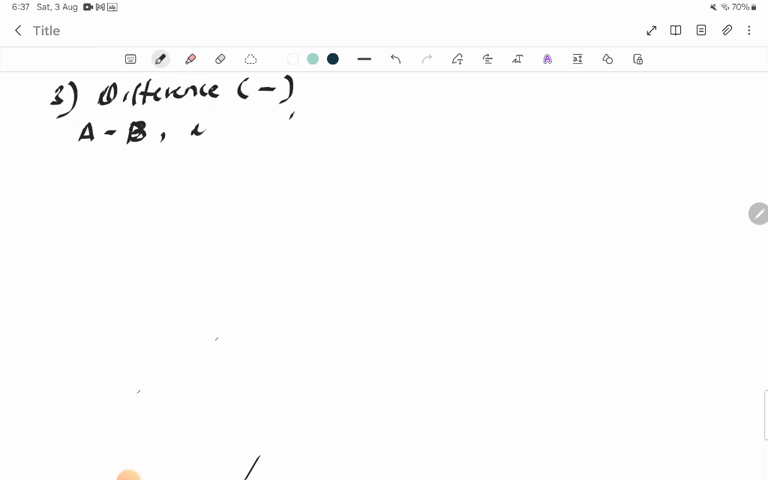 6:37 Sat, 3 Aug 70%
Title
3) Difference (-)
A - B,